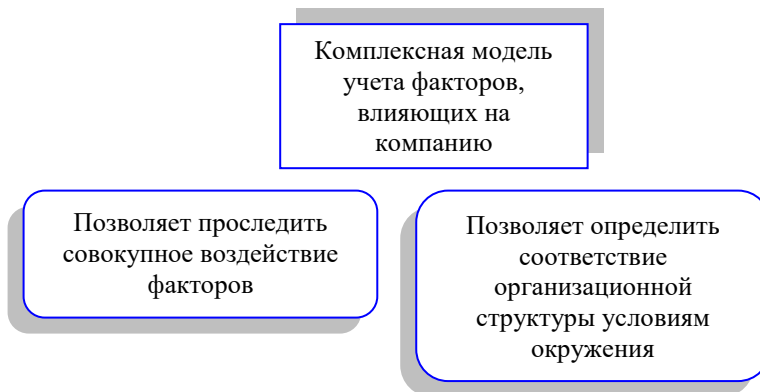 Комплексная модель
учета факторов,
влияющих на
компанию
Позволяет проследить
совокупное воздействие
факторов
Позволяет определить
соответствие
организационной
структуры условиям
окружения